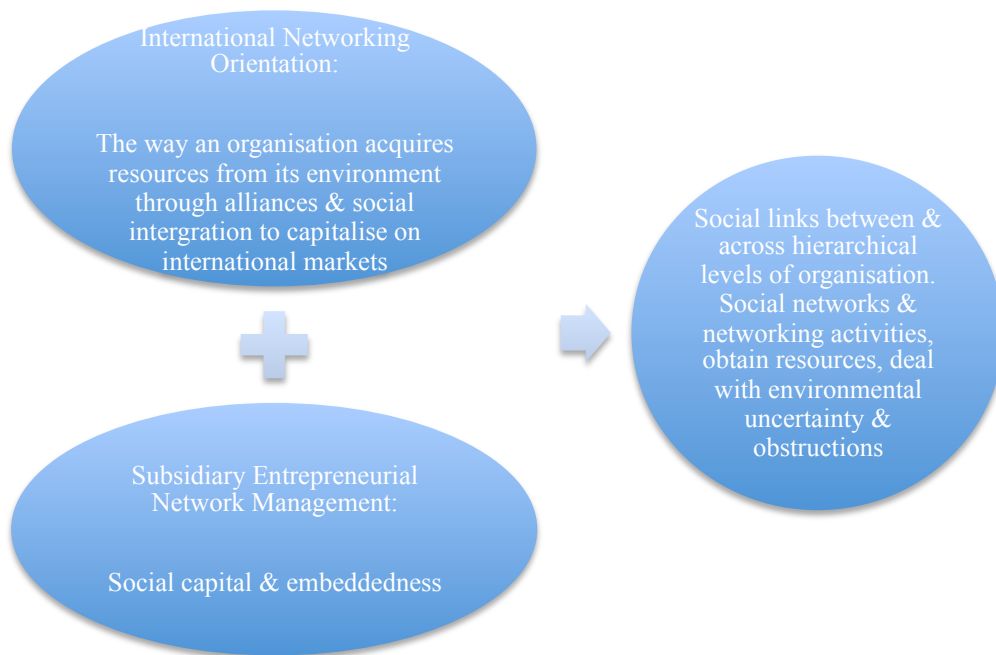 International Networking
Orientation:
The way an organisation acquires
resources from its environment
through alliances & social
intergration to capitalise on
international markets
Subsidiary Entrepreneurial
Network Management:
Social capital & embeddedness
Social links between &
across hierarchical
levels of organisation.
Social networks &
networking activities,
obtain resources, deal
with environmental
uncertainty &
obstructions